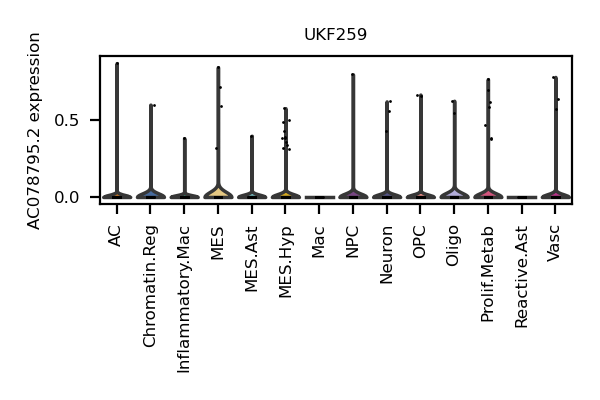 UKF259
AC078795.2 expression
0.5
0.0
AC
Chromatin.Reg
Inflammatory.Mac
MES
MES.Ast
MES.Hyp
Mac
NPC
Neuron
OPC
Oligo
Prolif.Metab
Reactive.Ast
Vasc